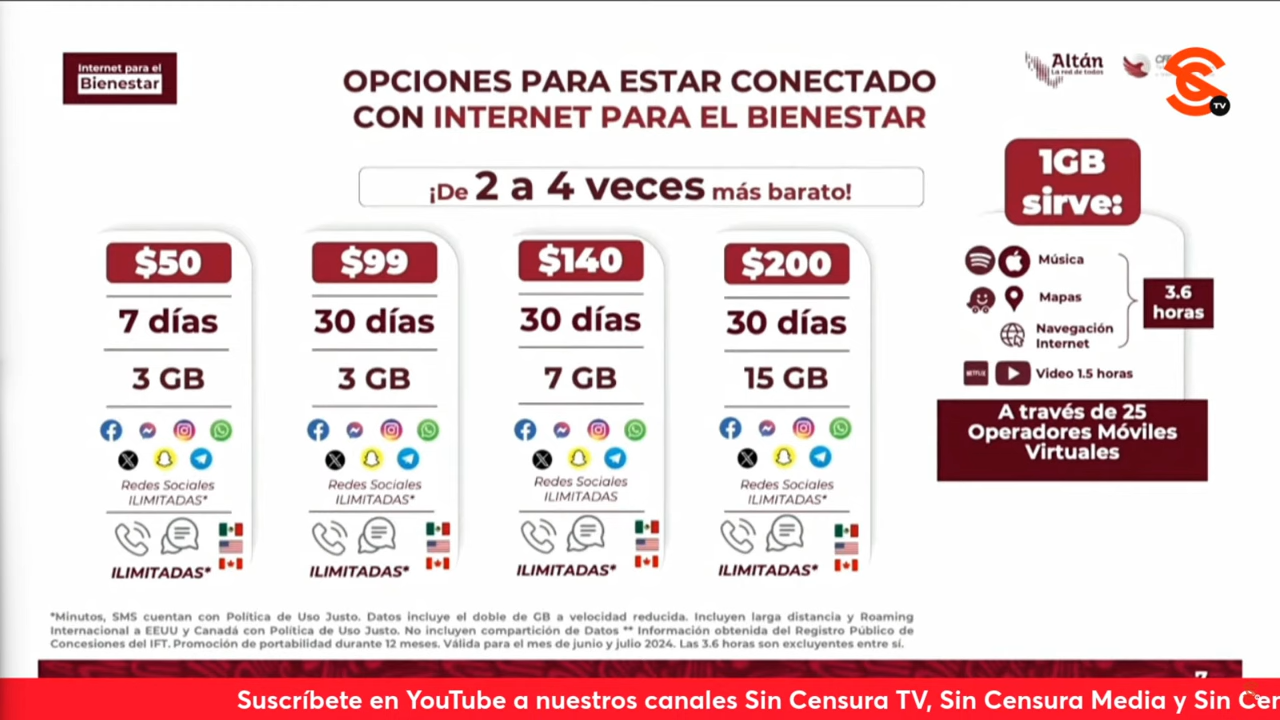 Internet para el
Bienestar
OPCIONES PARA ESTAR CONECTADO
CON INTERNET PARA EL BIENESTAR
Altán
La red de todos
TV
¡De 2 a 4 veces más barato!
$50
7 días
3 GB
Redes Sociales
ILIMITADAS*
ILIMITADAS*
$99
30 días
3 GB
Redes Sociales
ILIMITADAS*
ILIMITADAS*
$140
30 días
7 GB
Redes Sociales
ILIMITADAS
ILIMITADAS*
$200
30 días
15 GB
Redes Sociales
ILIMITADAS*
ILIMITADAS*
1GB
sirve:
Música
Mapas
Navegación
Internet
3.6
horas
NETFLIX
Video 1.5 horas
A través de 25
Operadores Móviles
Virtuales
*Minutos, SMS cuentan con Política de Uso Justo. Datos incluye el doble de GB a velocidad reducida. Incluyen larga distancia y Roaming
Internacional a EEUU y Canadá con Política de Uso Justo. No incluyen compartición de Datos ** Información obtenida del Registro Público de
Concesiones del IFT. Promoción de portabilidad durante 12 meses. Válida para el mes de junio y julio 2024. Las 3.6 horas son excluyentes entre sí.
7
Suscríbete en YouTube a nuestros canales Sin Censura TV, Sin Censura Media y Sin